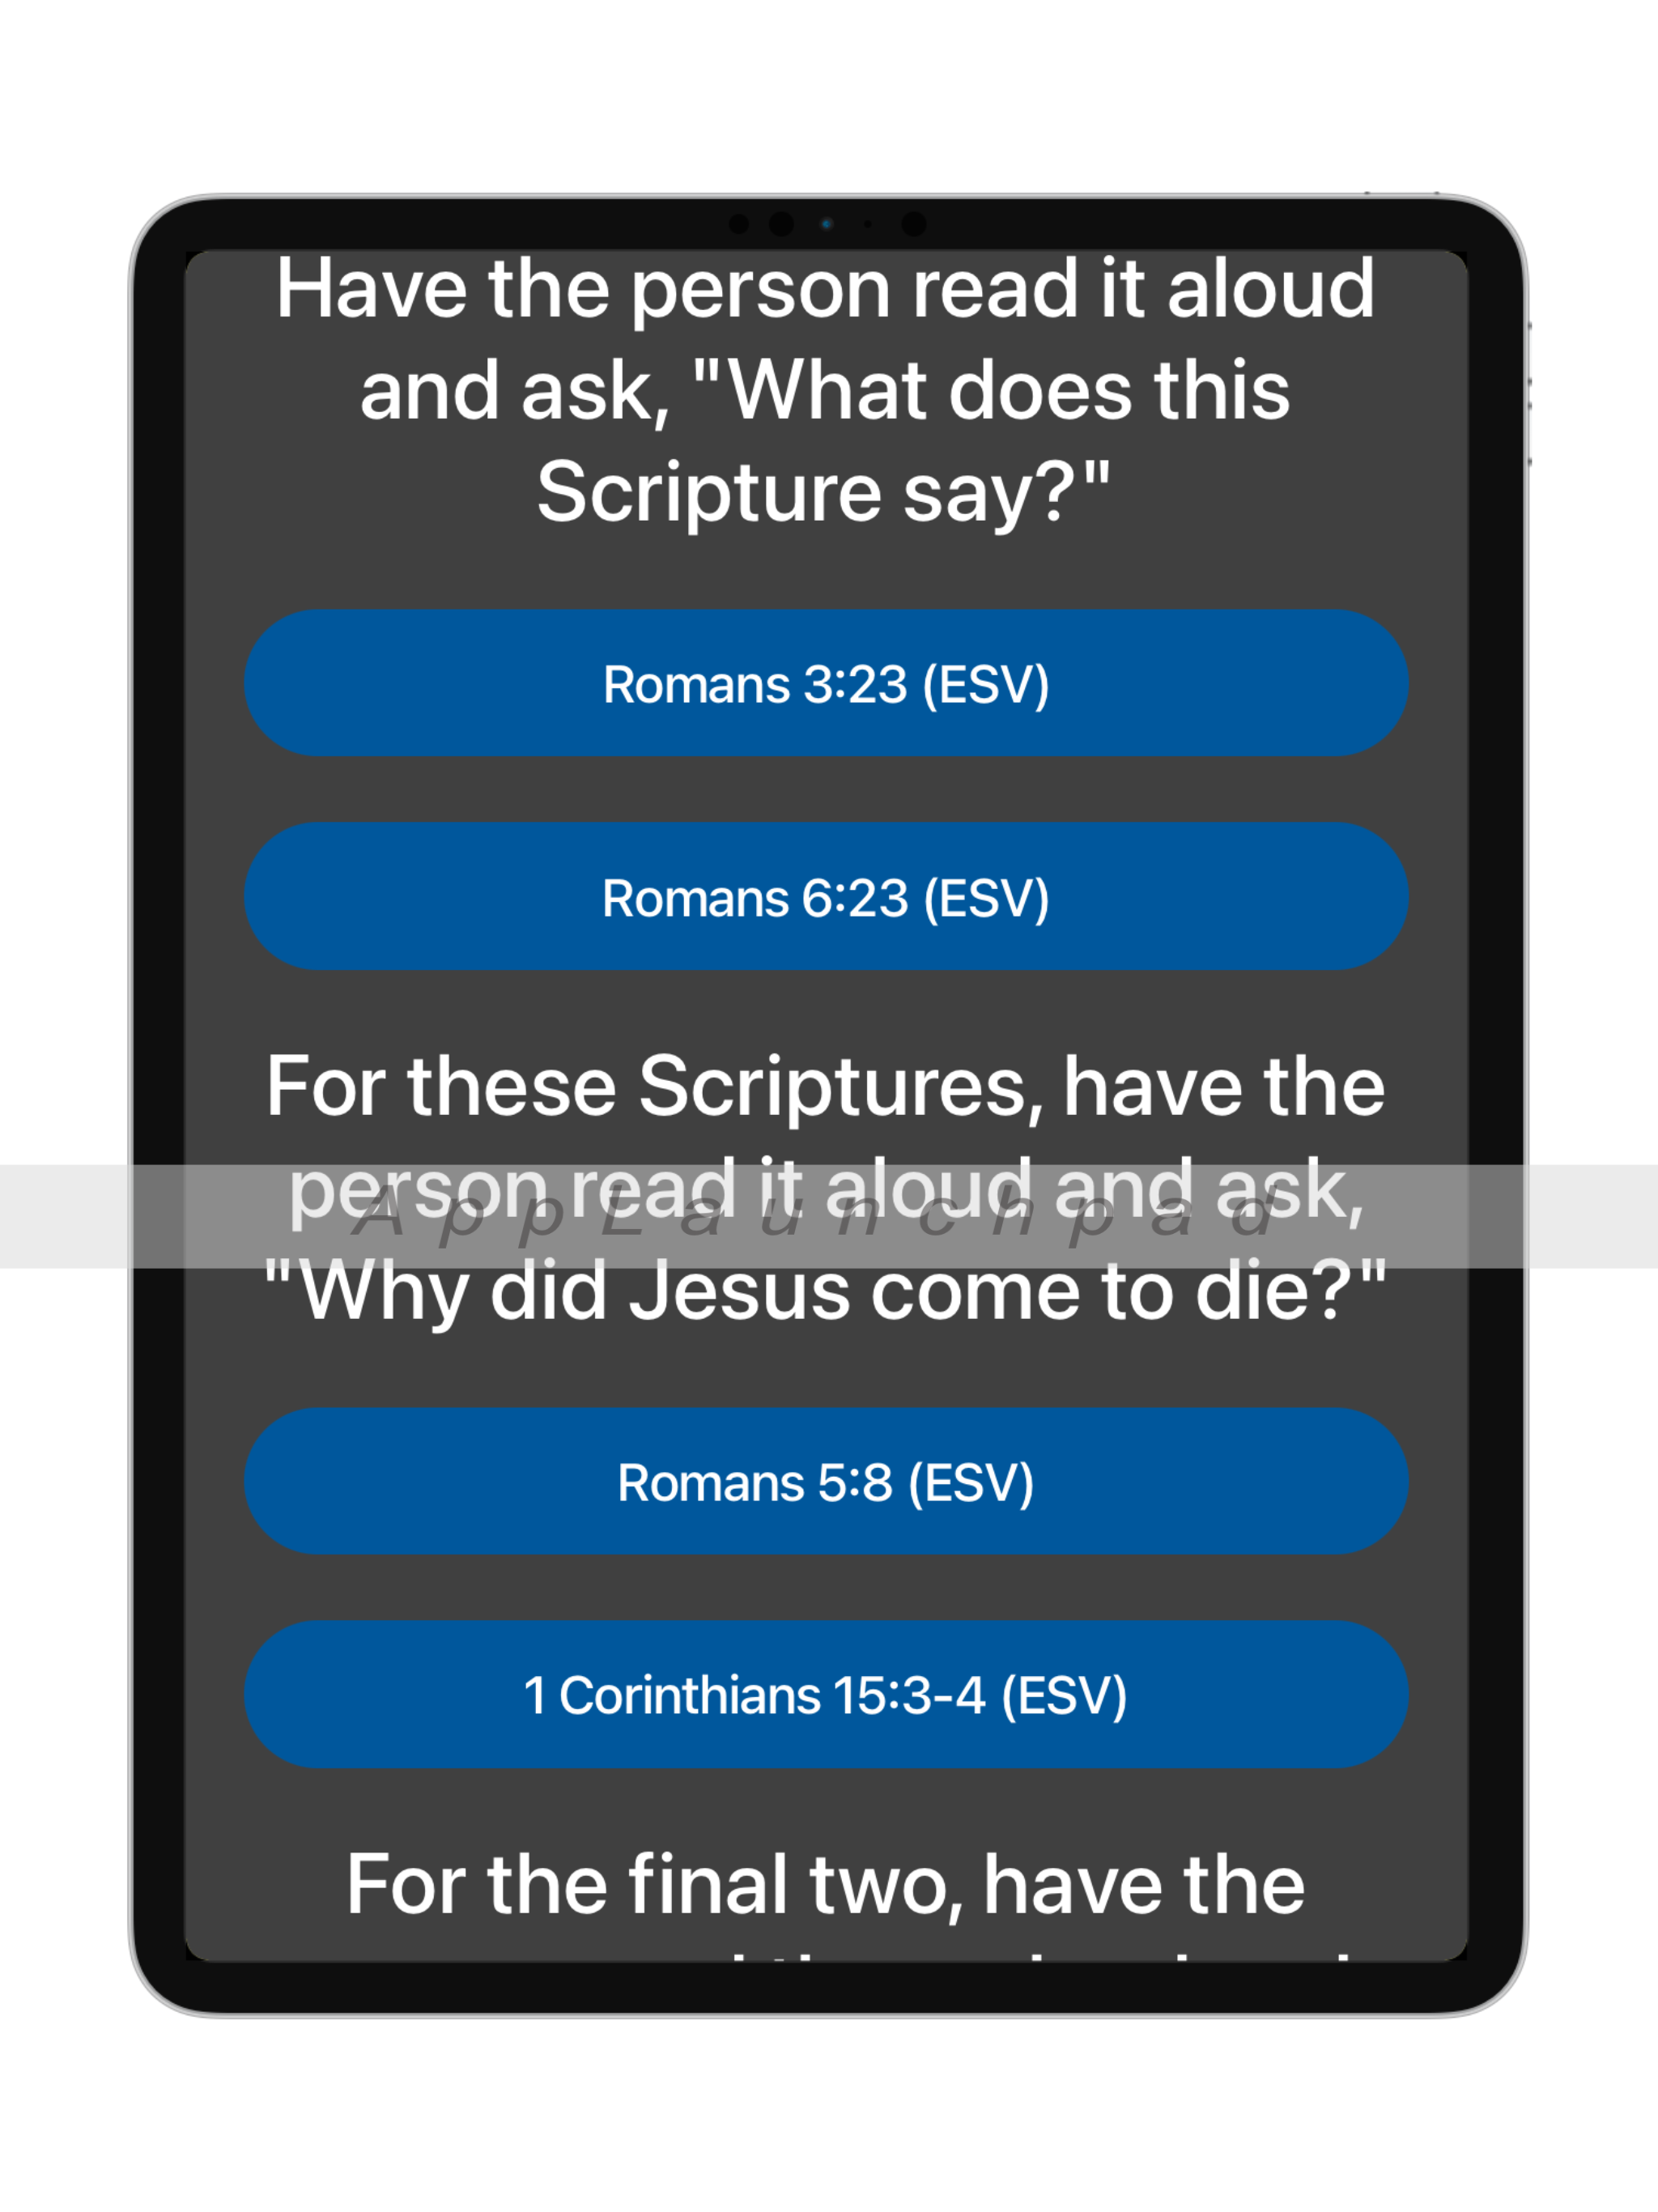 Have the person read it aloud
and ask, "What does this
Scripture say?"
Romans 3:23 (ESV)
Romans 6:23 (ESV)
For these Scriptures, have the
person read it aloud and ask,
AppLaunchpad
"Why did Jesus come to die?"
Romans 5:8 (ESV)
1 Corinthians 15:3-4 (ESV)
For the final two, have the